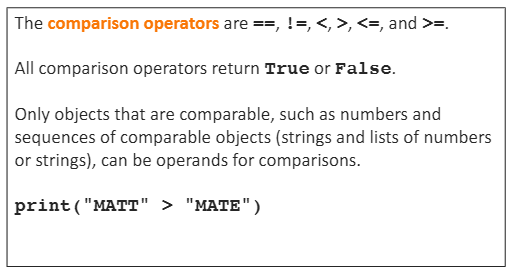 The comparison operators are ==, !=, <, >, <=, and >=.
All comparison operators return True or False.
Only objects that are comparable, such as numbers and
sequences of comparable objects (strings and lists of numbers
or strings), can be operands for comparisons.
print("MATT" > "MATE")